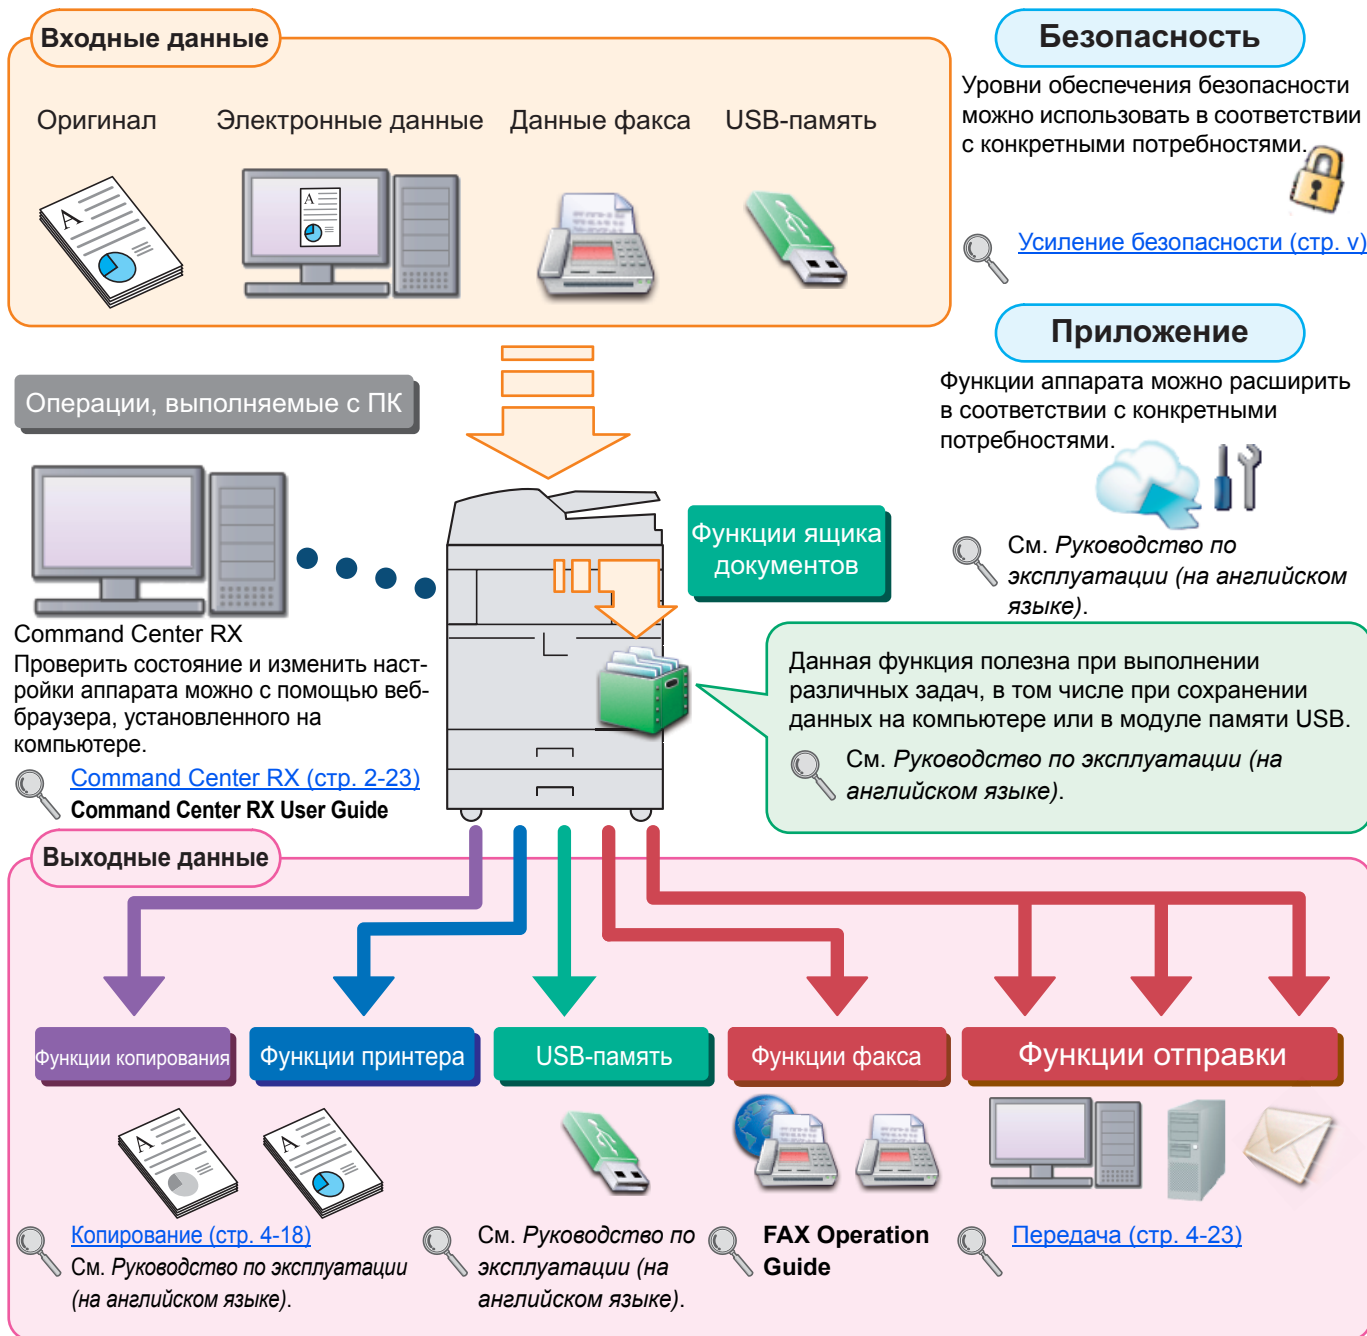 Входные данные
Оригинал
Электронные данные
Данные факса
USB-память
Безопасность
Уровни обеспечения безопасности
можно использовать в соответствии
с конкретными потребностями.
Усиление безопасности (стр. v)
Приложение
Функции аппарата можно расширить
в соответствии с конкретными
потребностями.
См. Руководство по
эксплуатации (на английском
языке).
Операции, выполняемые с ПК
Command Center RX
Проверить состояние и изменить наст-
ройки аппарата можно с помощью веб-
браузера, установленного на
компьютере.
Command Center RX (стр. 2-23)
Command Center RX User Guide
Функции ящика
документов
Данная функция полезна при выполнении
различных задач, в том числе при сохранении
данных на компьютере или в модуле памяти USB.
См. Руководство по эксплуатации (на
английском языке).
Выходные данные
Функции копирования
Функции принтера
USB-память
Функции факса
Функции отправки
Копирование (стр. 4-18)
См. Руководство по эксплуатации
(на английском языке).
См. Руководство по
эксплуатации (на
английском языке).
FAX Operation
Guide
Передача (стр. 4-23)